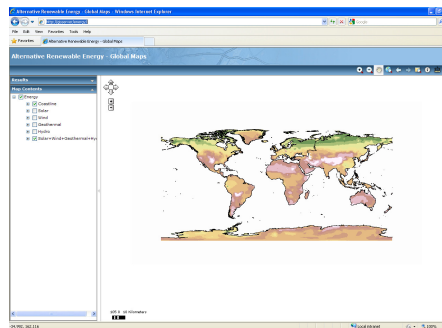 Alternative Renewable Energy - Global Maps - Windows Internet Explorer
File Edit View Favorites Tools Help
Favorites Alternative Renewable Energy - Global Maps
Alternative Renewable Energy - Global Maps
Results
Map Contents
Energy
Coastline
Solar
Wind
Geothermal
Hydro
Solar+Wind+Geothermal+Hy
Kilometers
Local intranet 100%